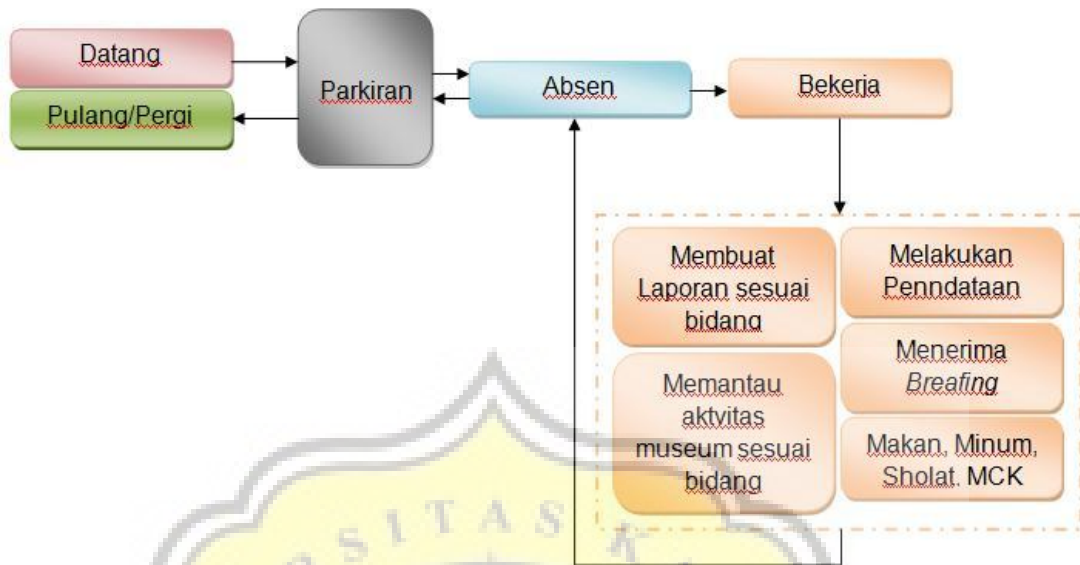 Datang
Pulang/Pergi
Parkiran
Absen
Bekerja
Membuat
Laporan sesuai
bidang
Melakukan
Penndataan
Memantau
aktvitas
museum sesuai
bidang
Menerima
Breafing
Makan, Minum,
Sholat. MCK
RSITAS K